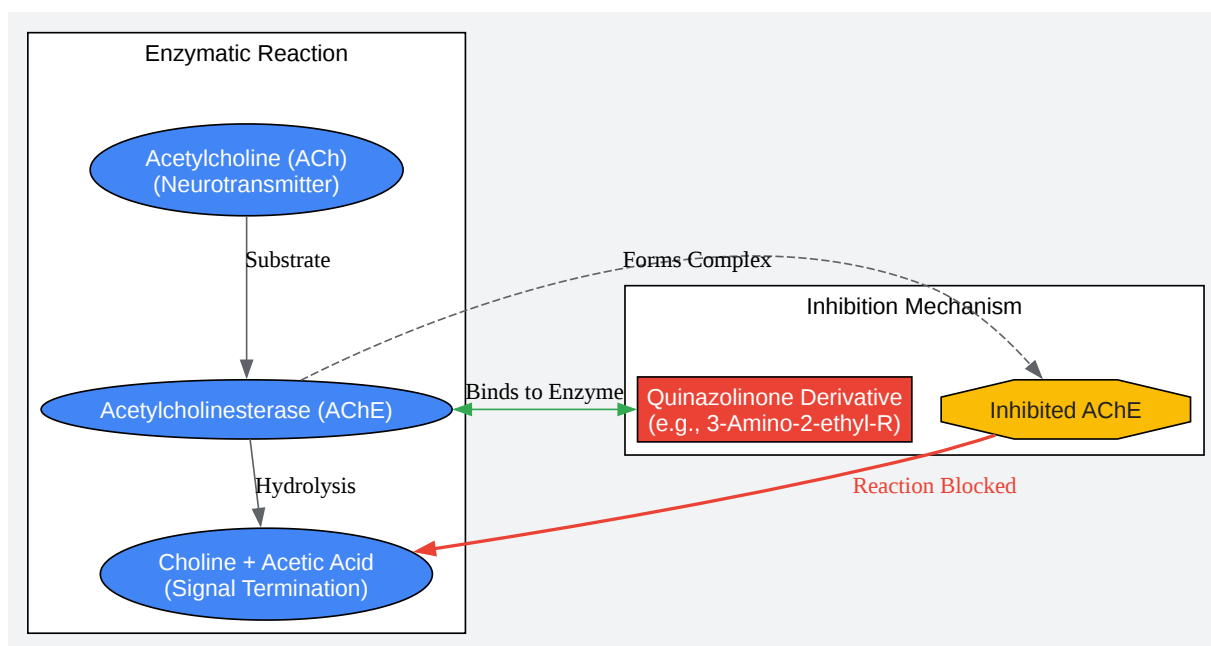 Enzymatic Reaction
Acetylcholine (ACh)
(Neurotransmitter)
Substrate
Forms Complex
Inhibition Mechanism
Acetylcholinesterase (AChE)
Binds to Enzyme
Quinazolinone Derivative
(e.g., 3-Amino-2-ethyl-R)
Inhibited AChE
Hydrolysis
Reaction Blocked
Choline + Acetic Acid
(Signal Termination)